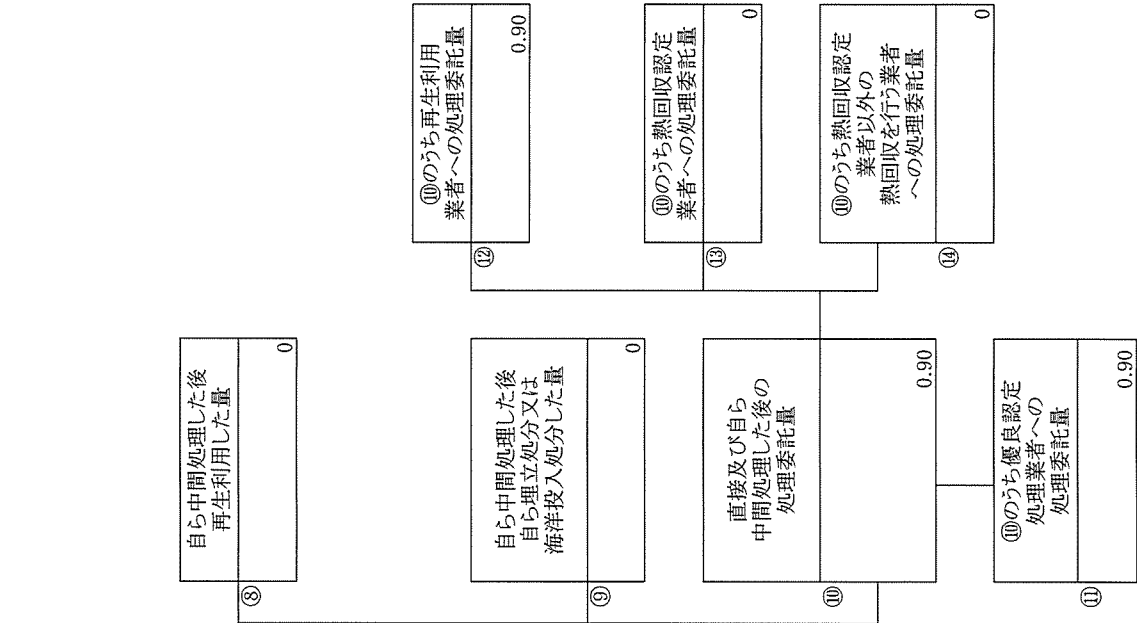 自ら中間処理した後
再生利用した量
0
⑧
自ら中間処理した後
自ら埋立処分又は
海洋投入処分した量
0
⑨
直接及び自ら
中間処理した後の
処理委託量
0.90
⑩
⑩のうち優良認定
処理業者への
処理委託量
0.90
⑪
⑩のうち再生利用
業者への処理委託量
0.90
⑫
⑩のうち熱回収認定
業者への処理委託量
0
⑬
⑩のうち熱回収認定
業者以外の
熱回収を行う業者
への処理委託量
0
⑭